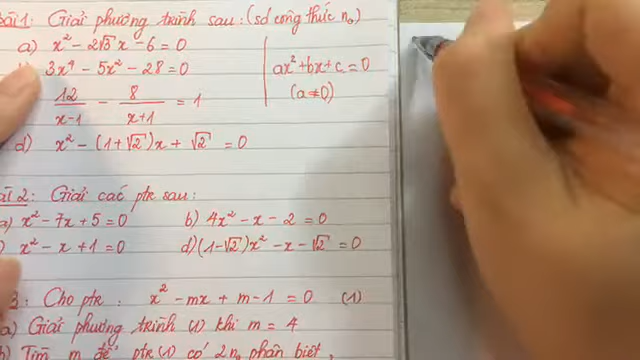 Bài 1: Giải phương trình sau: (sd công thức n₀)
a) x² - 2√3 x - 6 = 0
3x⁴ - 5x² - 28 = 0
ax² + bx + c = 0
(a ≠ 0)
12/(x-1) - 8/(x+1) = 1
d) x² - (1+√2)x + √2 = 0
Bài 2: Giải các ptr sau:
a) x² - 7x + 5 = 0 b) 4x² - x - 2 = 0
) x² - x + 1 = 0 d) (1-√2)x² - x - √2 = 0
3: Cho ptr: x² - mx + m - 1 = 0 (1)
a) Giải phương trình (1) khi m = 4
b) Tìm m để ptr (1) có 2 n₀ phân biệt,